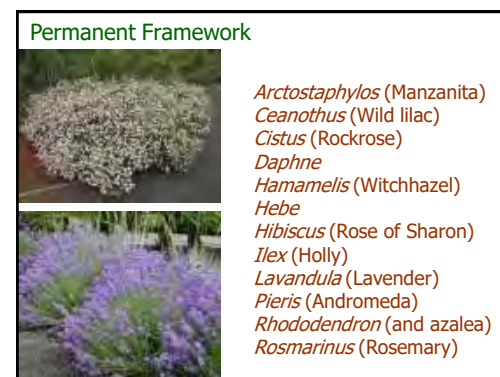 Permanent Framework
Arctostaphylos (Manzanita)
Ceanothus (Wild lilac)
Cistus (Rockrose)
Daphne
Hamamelis (Witchhazel)
Hebe
Hibiscus (Rose of Sharon)
Ilex (Holly)
Lavandula (Lavender)
Pieris (Andromeda)
Rhododendron (and azalea)
Rosmarinus (Rosemary)